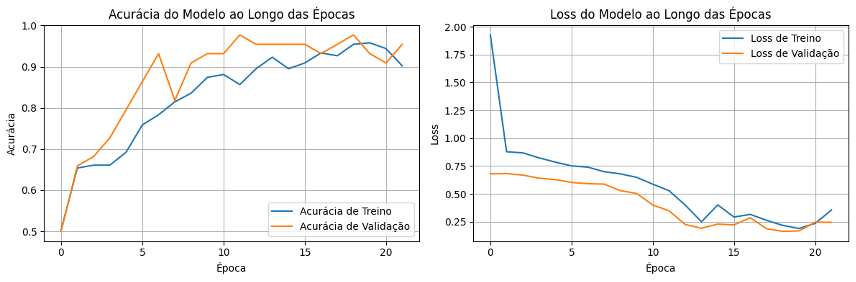 Acurácia do Modelo ao Longo das Épocas
1.0
0.9
0.8
0.7
0.6
0.5
Acurácia
0
5
10
15
20
Época
Acurácia de Treino
Acurácia de Validação
Loss do Modelo ao Longo das Épocas
2.00
1.75
1.50
1.25
1.00
0.75
0.50
0.25
Loss
0
5
10
15
20
Época
Loss de Treino
Loss de Validação